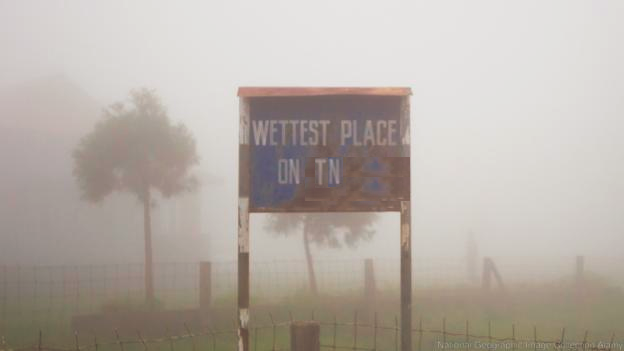 WETTEST PLACE
ON TN
National Geographic Image Collection/Alamy